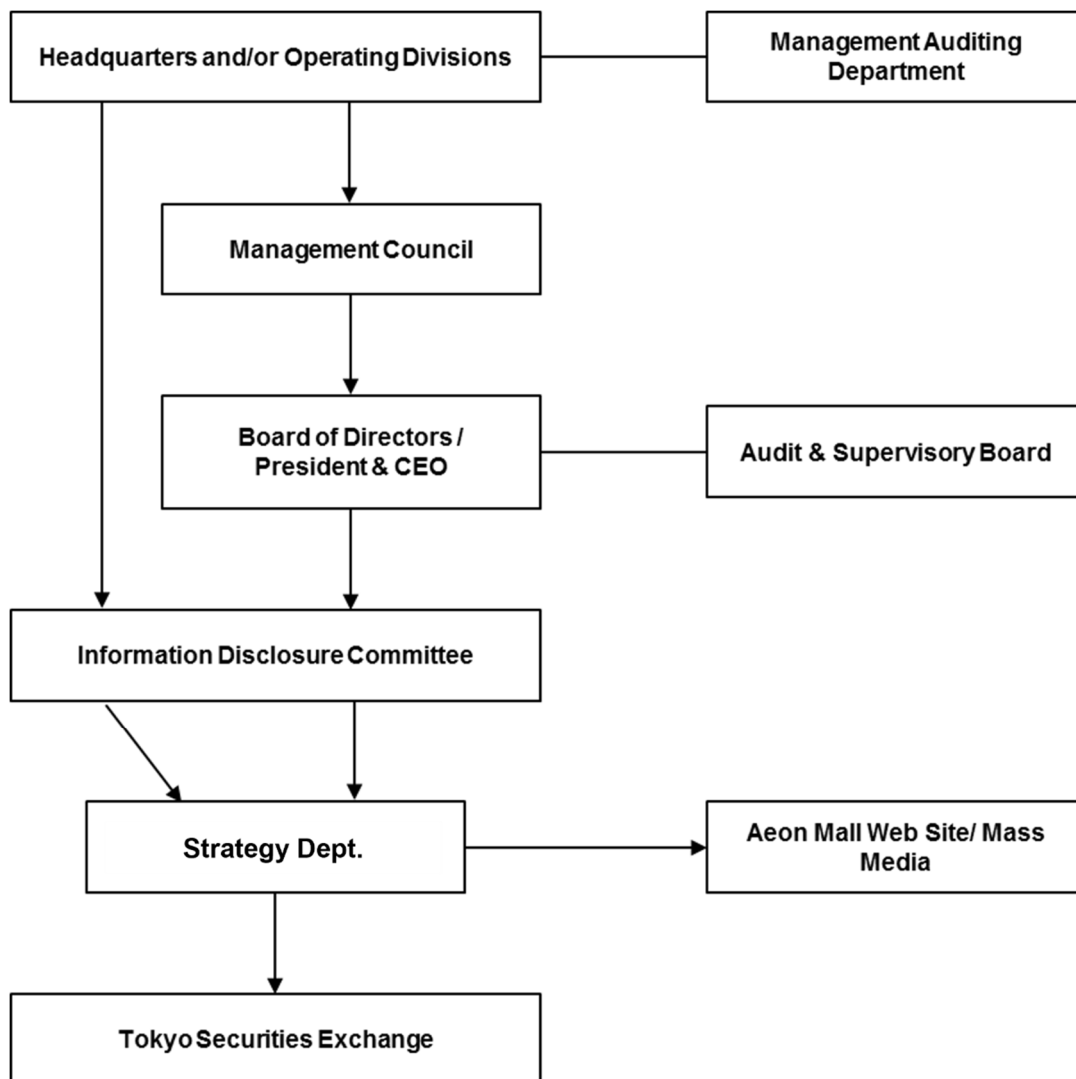 Headquarters and/or Operating Divisions
Management Auditing
Department
Management Council
Board of Directors /
President & CEO
Audit & Supervisory Board
Information Disclosure Committee
Strategy Dept.
Aeon Mall Web Site/ Mass
Media
Tokyo Securities Exchange